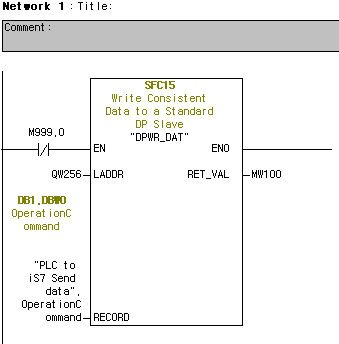 Network 1 : Title:
Comment:
SFC15
Write Consistent
Data to a Standard
DP Slave
"DPWR_DAT"
M999.0
EN
ENO
QW256
LADDR
RET_VAL
MW100
DB1.DBW0
OperationC
ommand
"PLC to
iS7 Send
data".
OperationC
ommand
RECORD